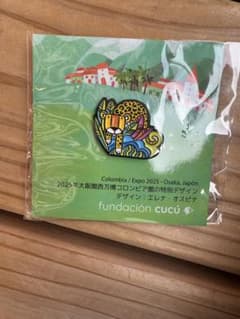 Colombia / Expo 2025 - Osaka, Japón
2025年大阪関西万博コロンビア館の特別デザイン
デザイン：エレナ・オスピナ
fundación cucú